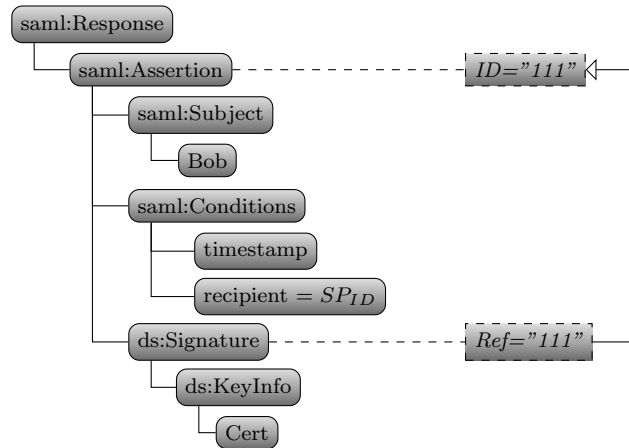 saml:Response
saml:Assertion
ID="111"
saml:Subject
Bob
saml:Conditions
timestamp
recipient = SP_ID
ds:Signature
Ref="111"
ds:KeyInfo
Cert